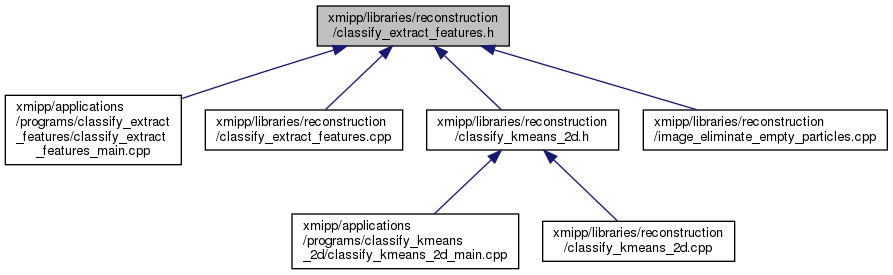 xmipp/libraries/reconstruction
/classify_extract_features.h
xmipp/applications
/programs/classify_extract
_features/classify_extract
_features_main.cpp
xmipp/libraries/reconstruction
/classify_extract_features.cpp
xmipp/libraries/reconstruction
/classify_kmeans_2d.h
xmipp/libraries/reconstruction
/image_eliminate_empty_particles.cpp
xmipp/applications
/programs/classify_kmeans
_2d/classify_kmeans_2d_main.cpp
xmipp/libraries/reconstruction
/classify_kmeans_2d.cpp